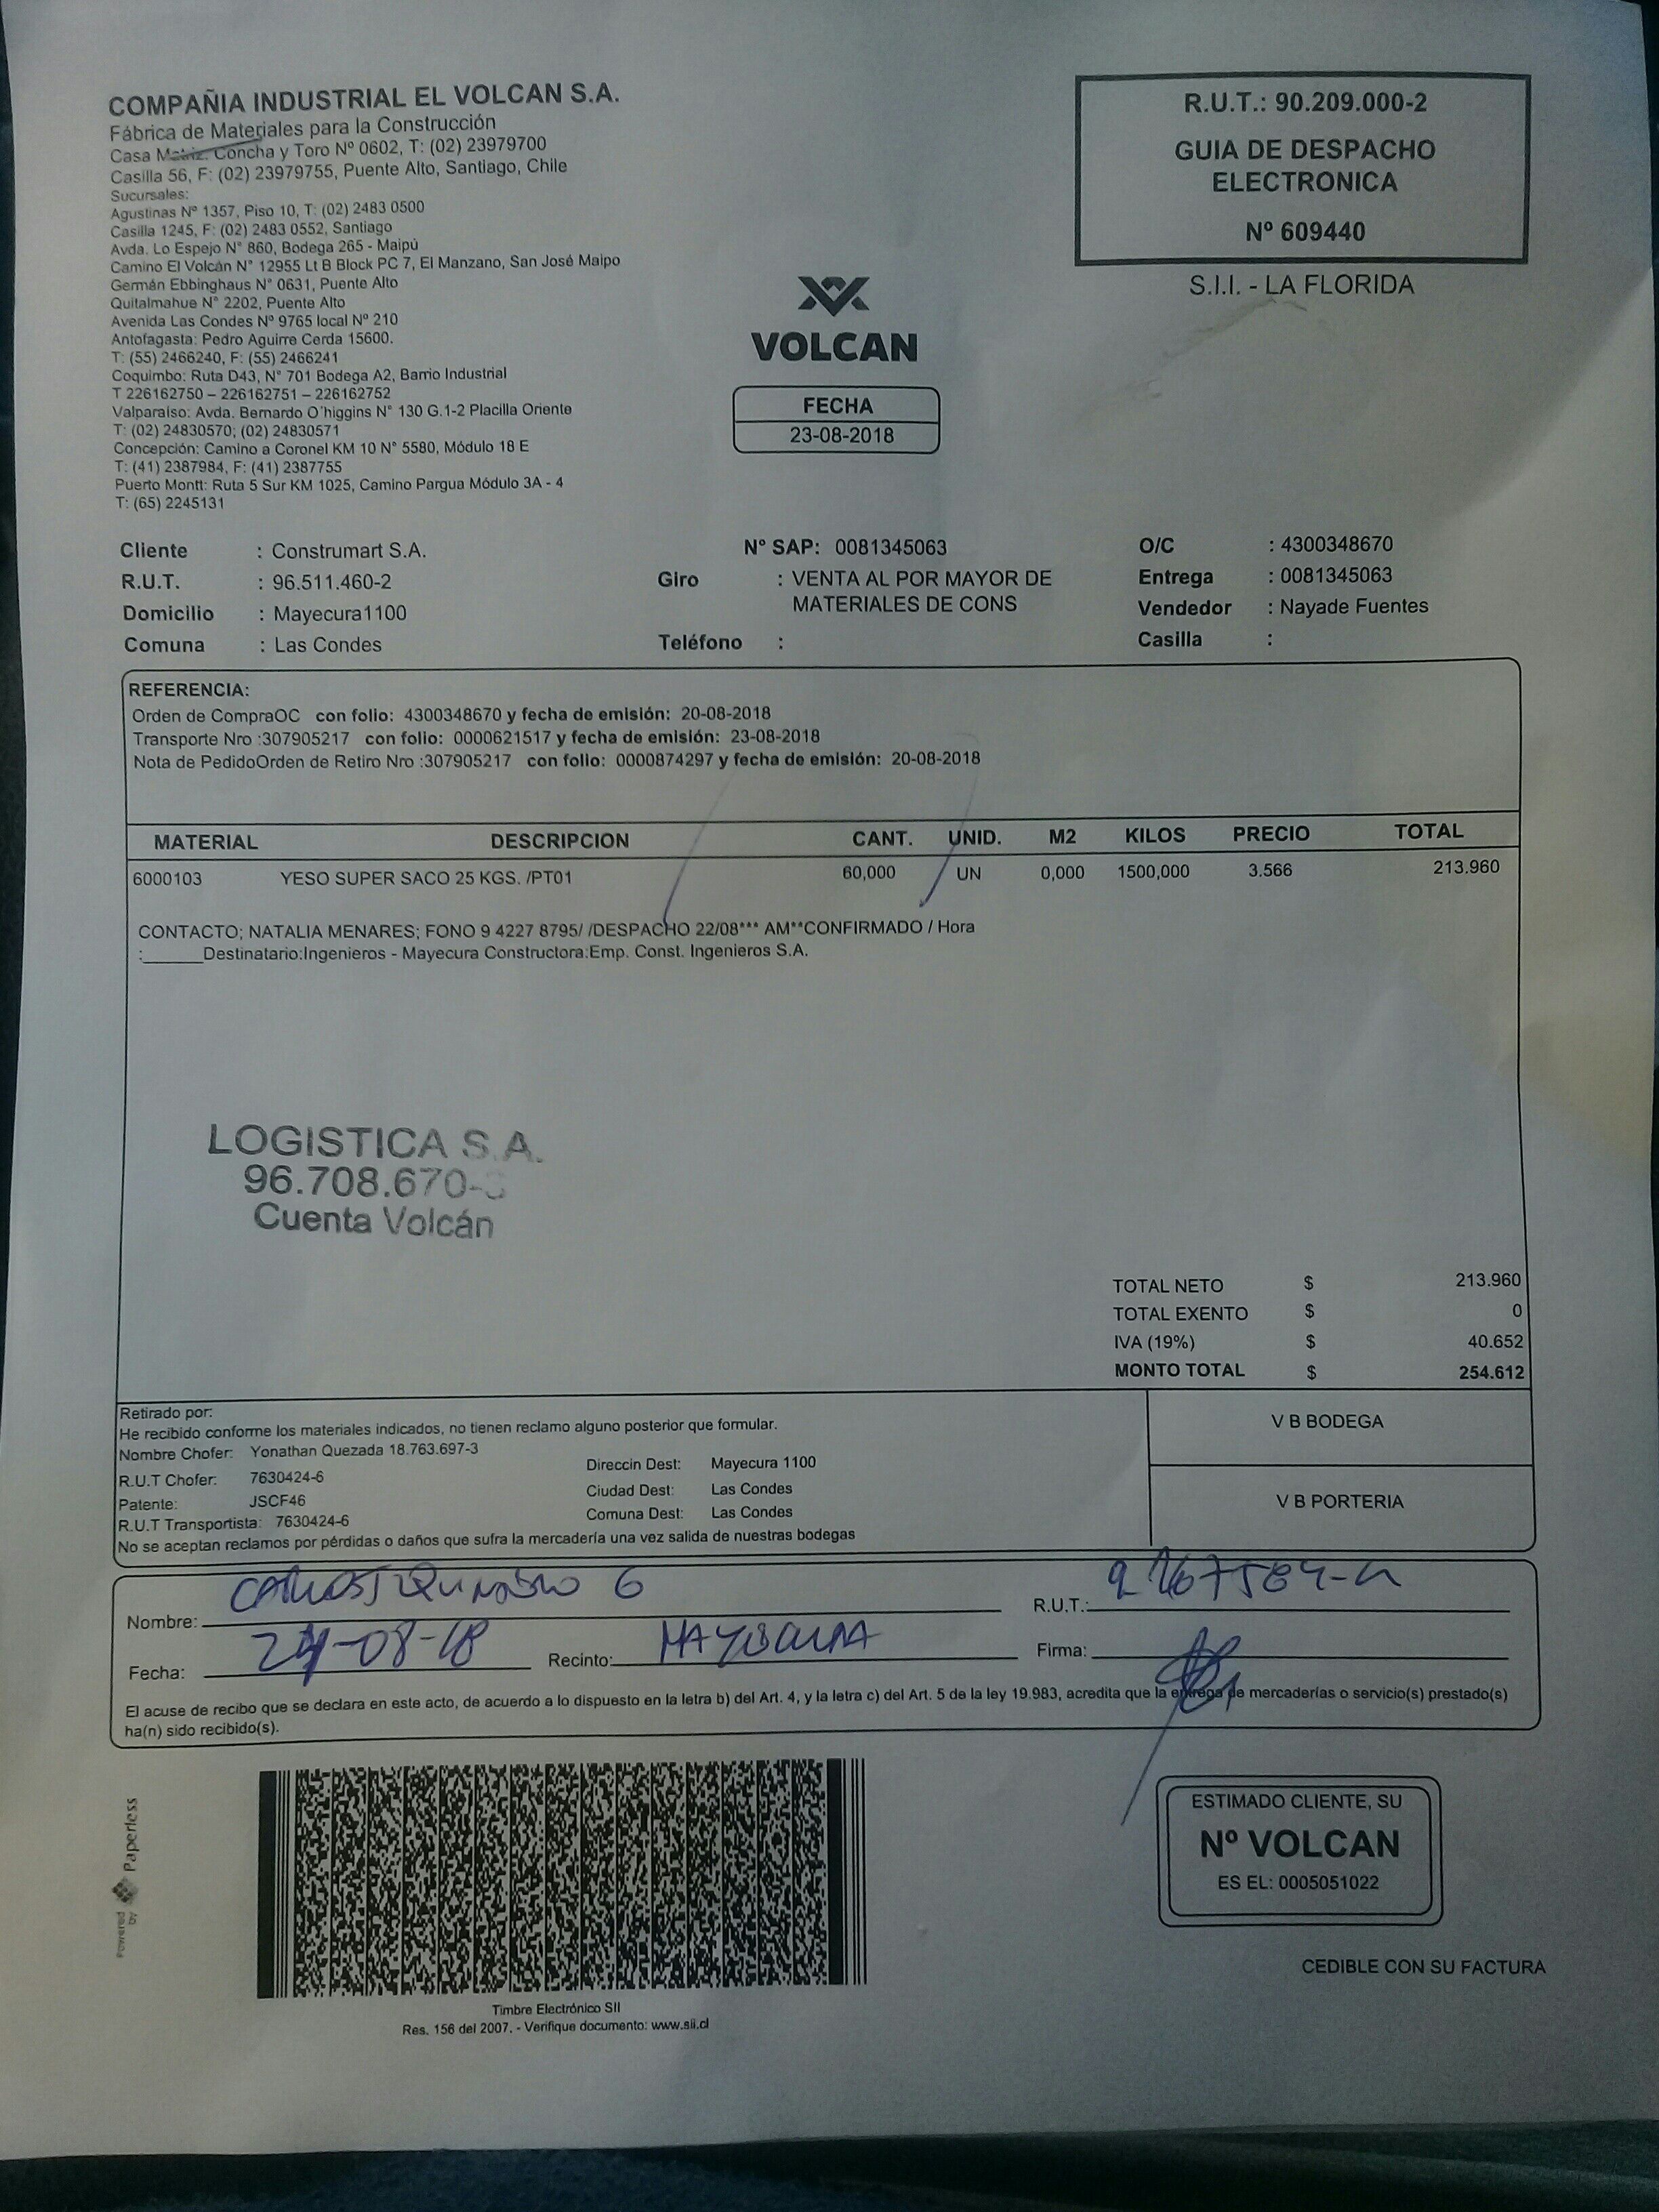 COMPAÑIA INDUSTRIAL EL VOLCAN S.A.
Fábrica de Materiales para la Construcción
Casa Matriz: Concha y Toro Nº 0602, T: (02) 23979700
Casilla 56, F: (02) 23979755, Puente Alto, Santiago, Chile
Sucursales:
Agustinas Nº 1357, Piso 10, T: (02) 2483 0500
Casilla 1245, F: (02) 2483 0552, Santiago
Avda. Lo Espejo N° 860, Bodega 265 - Maipú
Camino El Volcán N° 12955 Lt B Block PC 7, El Manzano, San José Maipo
Germán Ebbinghaus N° 0631, Puente Alto
Quitalmahue N° 2202, Puente Alto
Avenida Las Condes Nº 9765 local Nº 210
Antofagasta: Pedro Aguirre Cerda 15600.
T: (55) 2466240, F: (55) 2466241
Coquimbo: Ruta D43, N° 701 Bodega A2, Barrio Industrial
T 226162750 – 226162751 – 226162752
Valparaiso: Avda. Bernardo O'higgins N° 130 G.1-2 Placilla Oriente
T: (02) 24830570; (02) 24830571
Concepción: Camino a Coronel KM 10 N° 5580, Módulo 18 E
T: (41) 2387984, F: (41) 2387755
Puerto Montt: Ruta 5 Sur KM 1025, Camino Pargua Módulo 3A - 4
T: (65) 2245131
VOLCAN
FECHA
23-08-2018
R.U.T.: 90.209.000-2
GUIA DE DESPACHO
ELECTRONICA
Nº 609440
S.I.I. - LA FLORIDA
Cliente : Construmart S.A. N° SAP: 0081345063 O/C : 4300348670
R.U.T. : 96.511.460-2 Giro : VENTA AL POR MAYOR DE Entrega : 0081345063
Domicilio : Mayecura1100 MATERIALES DE CONS Vendedor : Nayade Fuentes
Comuna : Las Condes Teléfono : Casilla :
REFERENCIA:
Orden de CompraOC con folio: 4300348670 y fecha de emisión: 20-08-2018
Transporte Nro :307905217 con folio: 0000621517 y fecha de emisión: 23-08-2018
Nota de PedidoOrden de Retiro Nro :307905217 con folio: 0000874297 y fecha de emisión: 20-08-2018
MATERIAL DESCRIPCION CANT. UNID. M2 KILOS PRECIO TOTAL
6000103 YESO SUPER SACO 25 KGS. /PT01 60,000 UN 0,000 1500,000 3.566 213.960
CONTACTO; NATALIA MENARES; FONO 9 4227 8795/ /DESPACHO 22/08*** AM**CONFIRMADO / Hora
:______Destinatario:Ingenieros - Mayecura Constructora:Emp. Const. Ingenieros S.A.
LOGISTICA S.A.
96.708.670-
Cuenta Volcán
TOTAL NETO $ 213.960
TOTAL EXENTO $ 0
IVA (19%) $ 40.652
MONTO TOTAL $ 254.612
Retirado por:
He recibido conforme los materiales indicados, no tienen reclamo alguno posterior que formular.
Nombre Chofer: Yonathan Quezada 18.763.697-3 Direccin Dest: Mayecura 1100
R.U.T Chofer: 7630424-6 Ciudad Dest: Las Condes
Patente: JSCF46 Comuna Dest: Las Condes
R.U.T Transportista: 7630424-6
No se aceptan reclamos por pérdidas o daños que sufra la mercadería una vez salida de nuestras bodegas
V B BODEGA
V B PORTERIA
Nombre: G R.U.T.:
Fecha: 24-08-18 Recinto: Firma:
El acuse de recibo que se declara en este acto, de acuerdo a lo dispuesto en la letra b) del Art. 4, y la letra c) del Art. 5 de la ley 19.983, acredita que la entrega de mercaderías o servicio(s) prestado(s)
ha(n) sido recibido(s).
Powered by Paperless
Timbre Electrónico SII
Res. 156 del 2007. - Verifique documento: www.sii.cl
ESTIMADO CLIENTE, SU
Nº VOLCAN
ES EL: 0005051022
CEDIBLE CON SU FACTURA